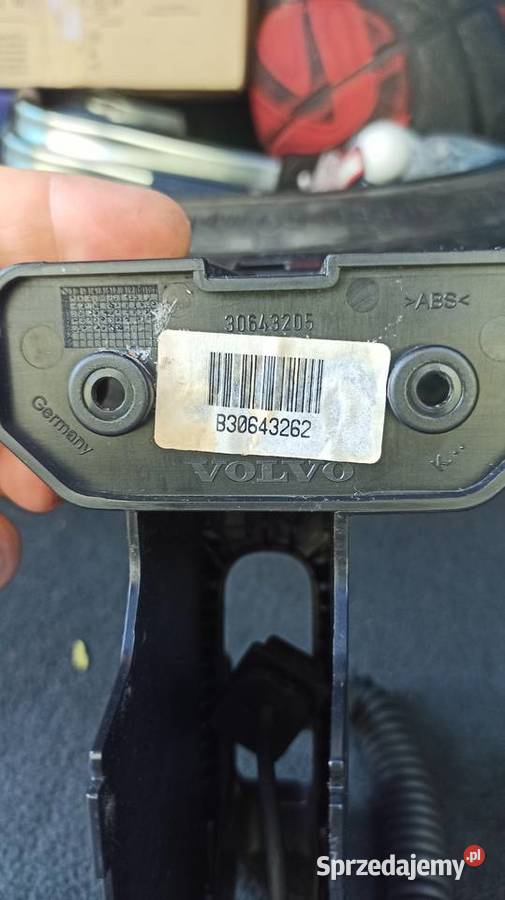 30643205
>ABS<
B30643262
Germany
VOLVO
K...
Sprzedajemy.pl